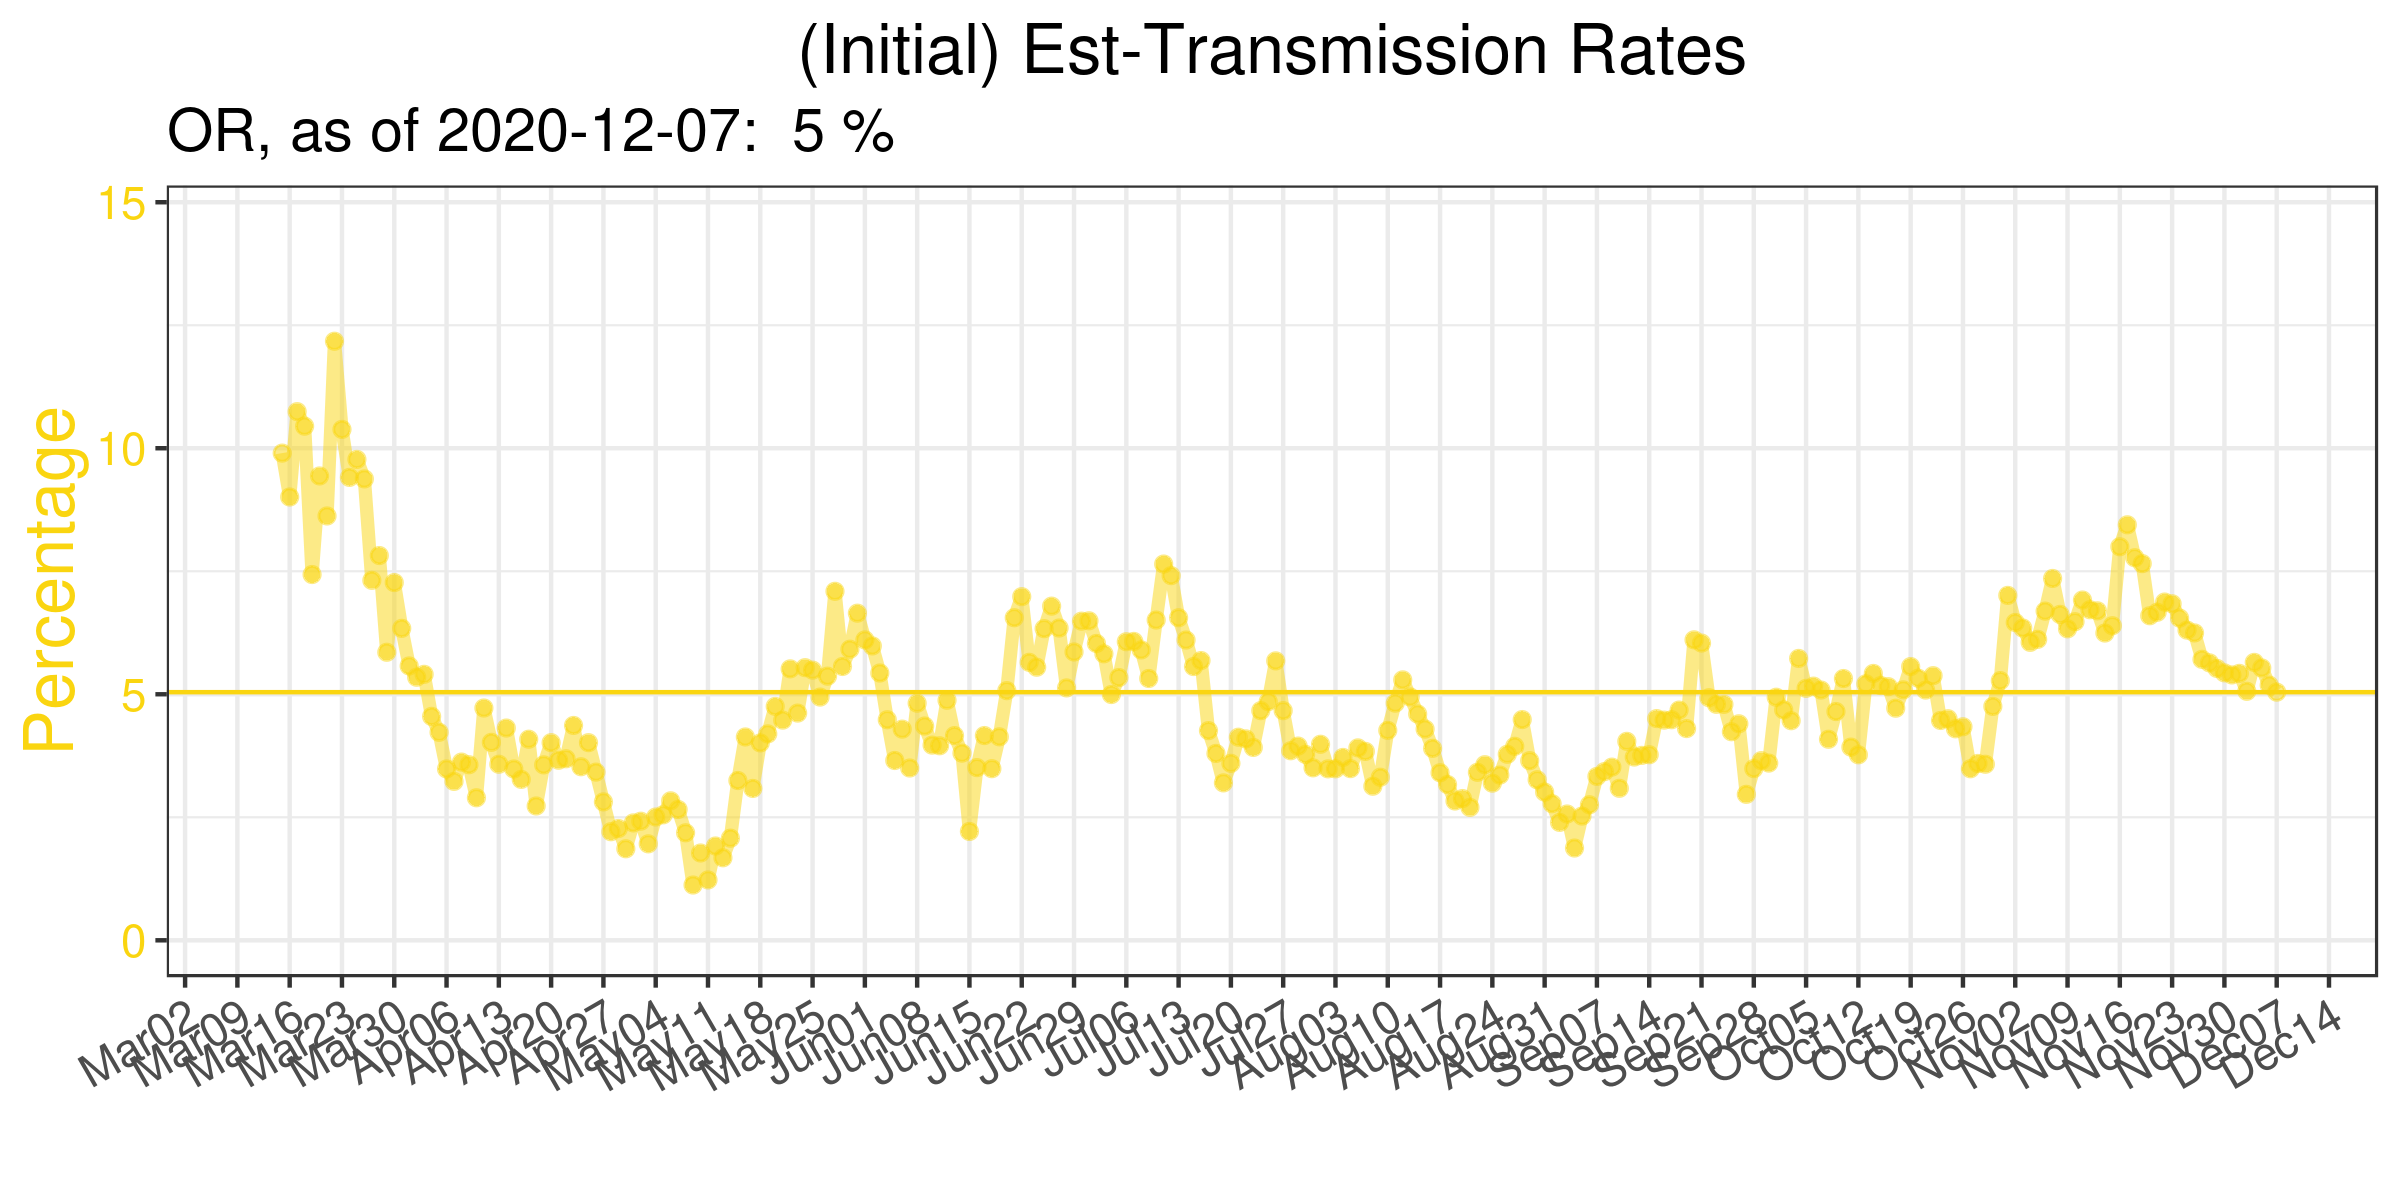 (Initial) Est-Transmission Rates
OR, as of 2020-12-07:  5 %
Percentage
15
10
5
0
Mar02
Mar09
Mar16
Mar23
Mar30
Apr06
Apr13
Apr20
Apr27
May04
May11
May18
May25
Jun01
Jun08
Jun15
Jun22
Jun29
Jul06
Jul13
Jul20
Jul27
Aug03
Aug10
Aug17
Aug24
Aug31
Sep07
Sep14
Sep21
Sep28
Oct05
Oct12
Oct19
Oct26
Nov02
Nov09
Nov16
Nov23
Nov30
Dec07
Dec14